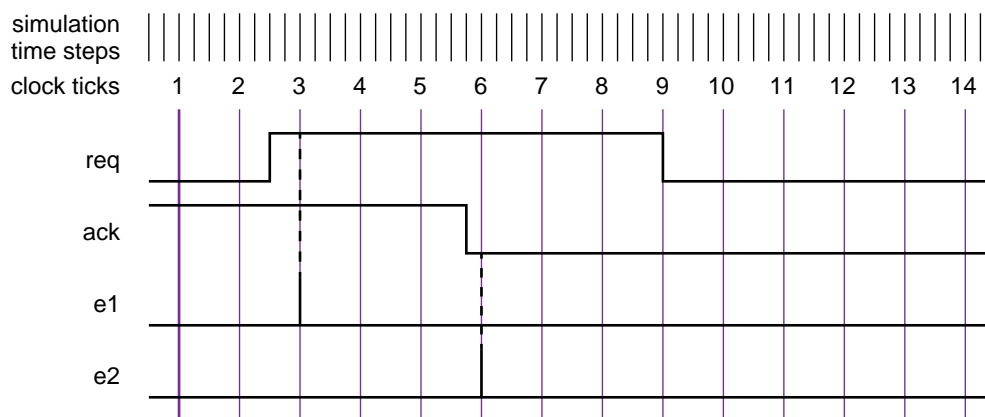 simulation
time steps
clock ticks 1 2 3 4 5 6 7 8 9 10 11 12 13 14
req
ack
e1
e2